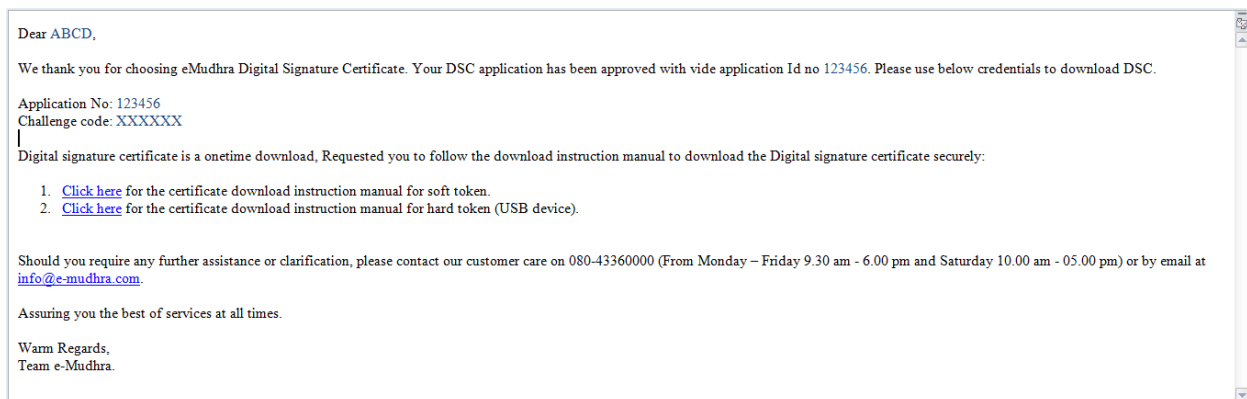 Dear ABCD,
We thank you for choosing eMudhra Digital Signature Certificate. Your DSC application has been approved with vide application Id no 123456. Please use below credentials to download DSC.
Application No: 123456
Challenge code: XXXXXX
Digital signature certificate is a onetime download, Requested you to follow the download instruction manual to download the Digital signature certificate securely:
1. Click here for the certificate download instruction manual for soft token.
2. Click here for the certificate download instruction manual for hard token (USB device).
Should you require any further assistance or clarification, please contact our customer care on 080-43360000 (From Monday – Friday 9.30 am - 6.00 pm and Saturday 10.00 am - 05.00 pm) or by email at
info@e-mudhra.com.
Assuring you the best of services at all times.
Warm Regards,
Team e-Mudhra.